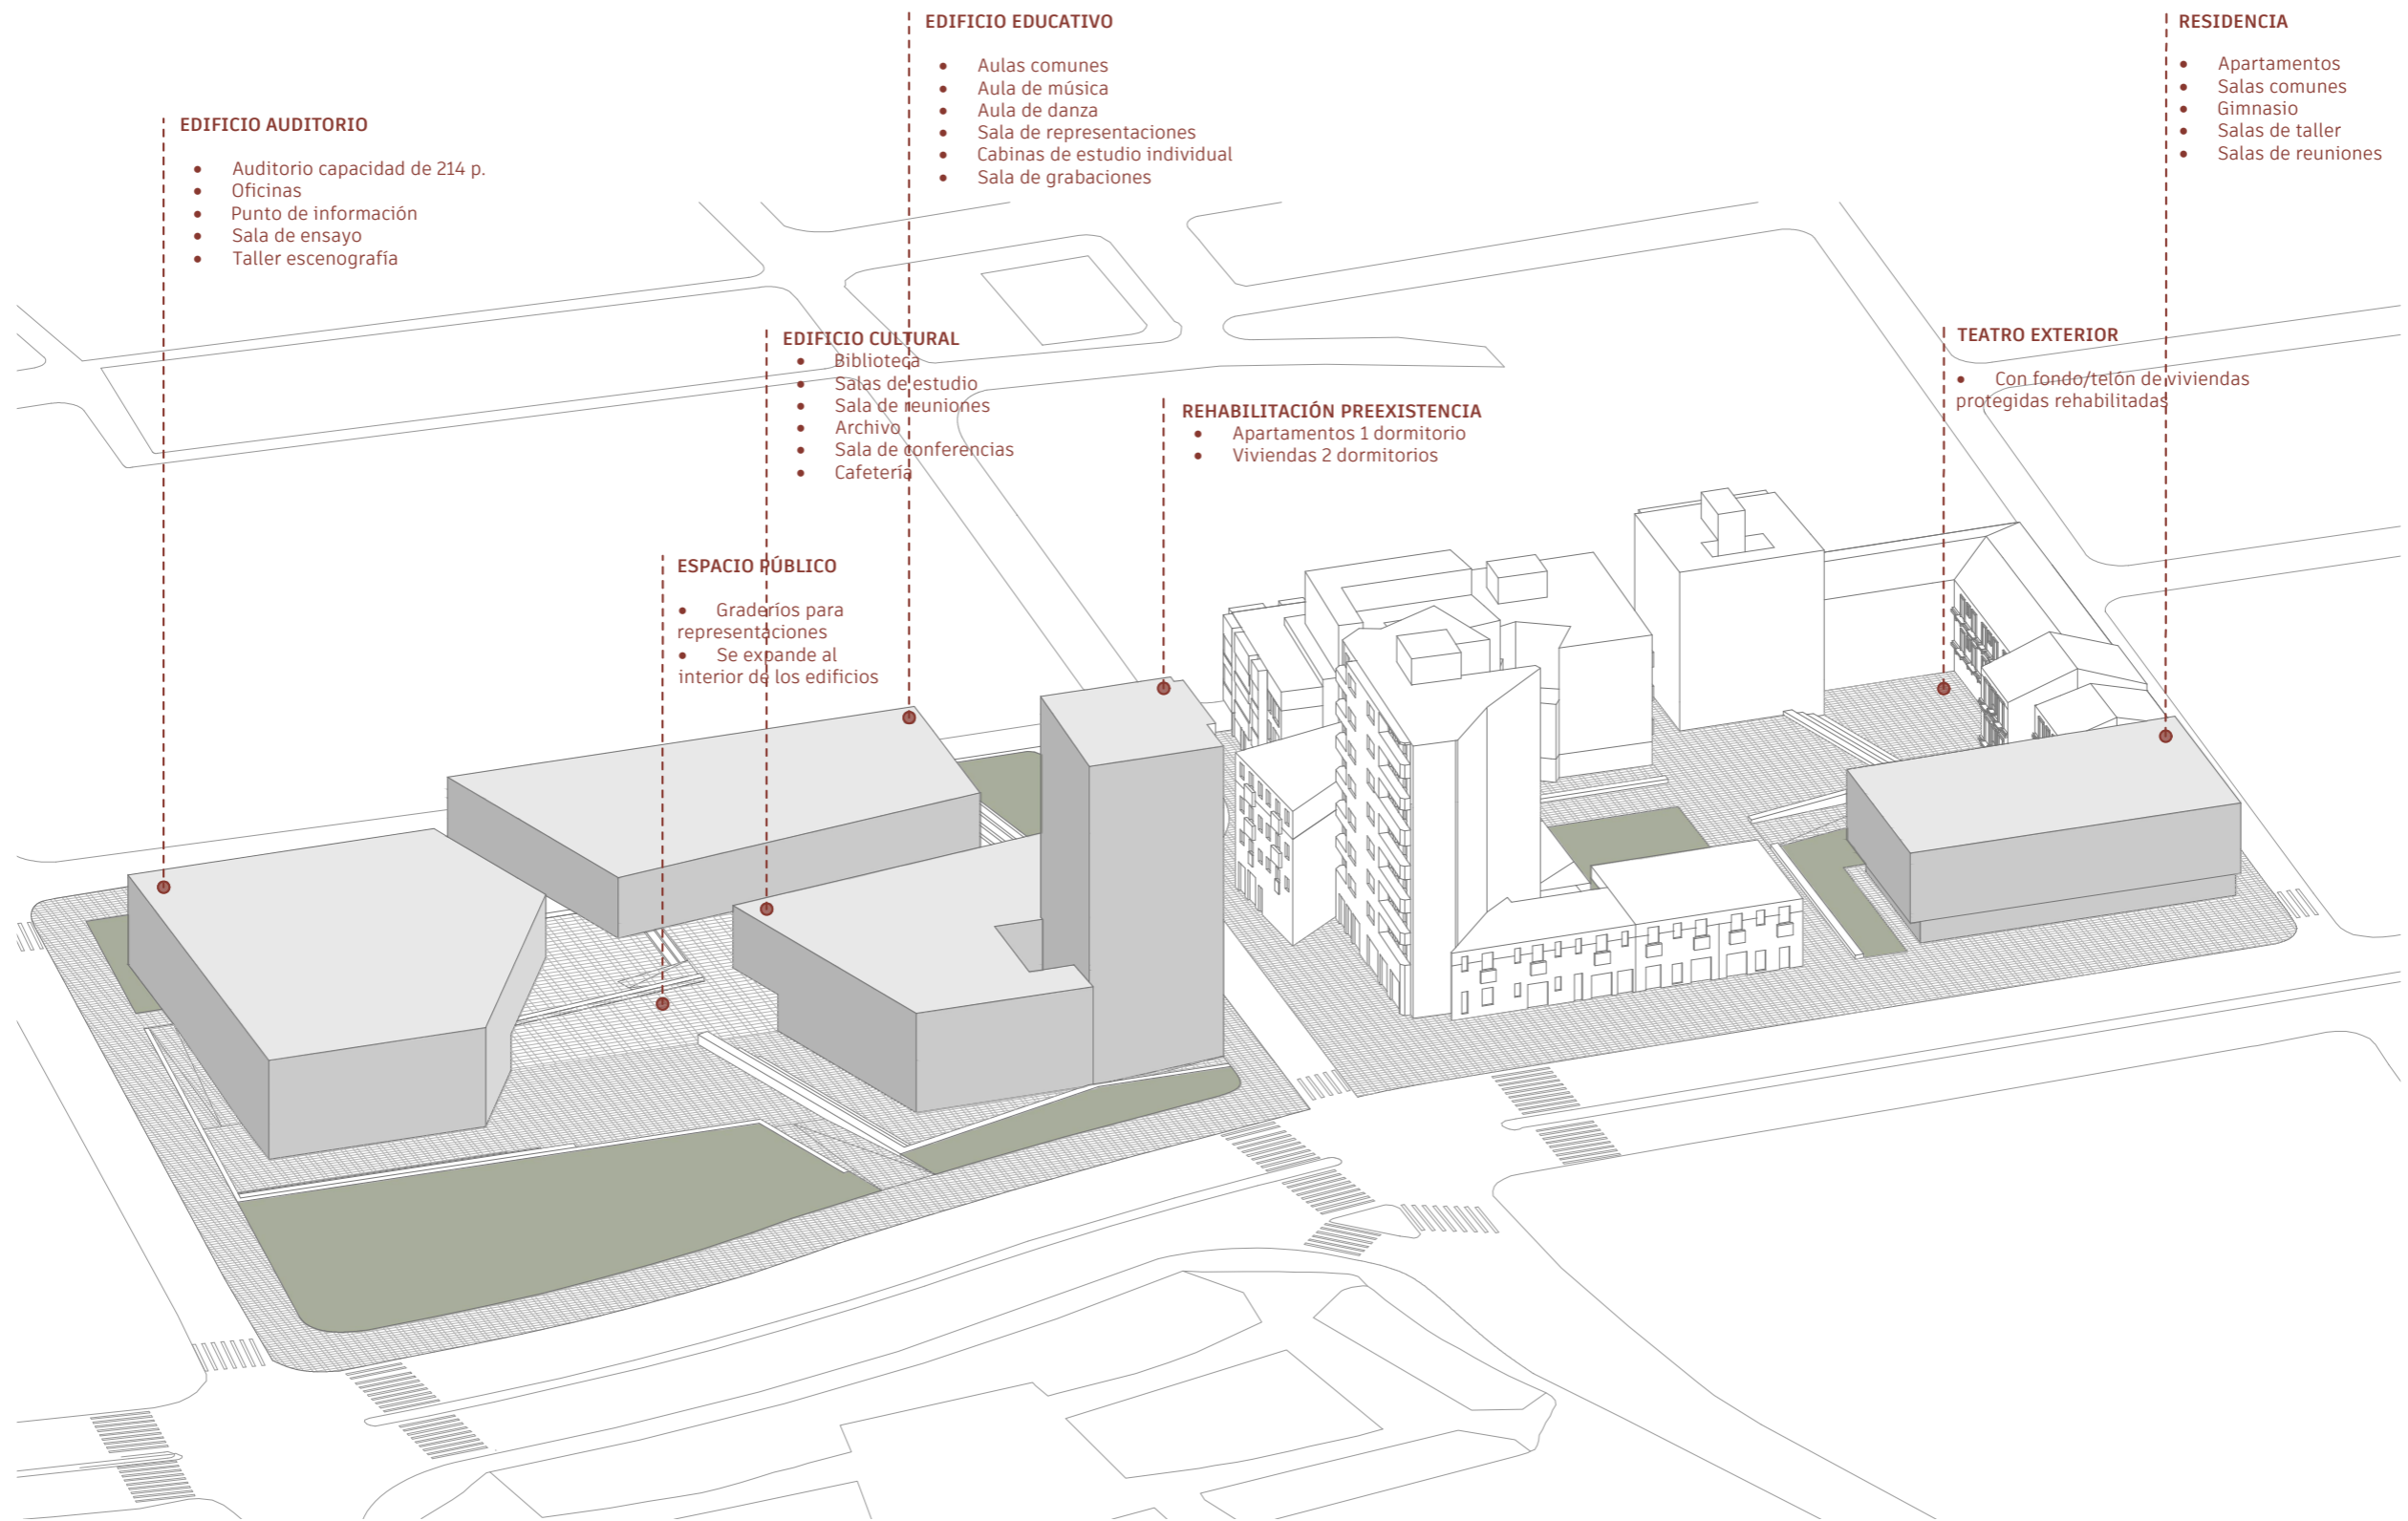 EDIFICIO EDUCATIVO
• Aulas comunes
• Aula de música
• Aula de danza
• Sala de representaciones
• Cabinas de estudio individual
• Sala de grabaciones
RESIDENCIA
• Apartamentos
• Salas comunes
• Gimnasio
• Salas de taller
• Salas de reuniones
EDIFICIO AUDITORIO
• Auditorio capacidad de 214 p.
• Oficinas
• Punto de información
• Sala de ensayo
• Taller escenografía
EDIFICIO CULTURAL
• Biblioteca
• Salas de estudio
• Sala de reuniones
• Archivo
• Sala de conferencias
• Cafetería
TEATRO EXTERIOR
• Con fondo/telón de viviendas
protegidas rehabilitadas
REHABILITACIÓN PREEXISTENCIA
• Apartamentos 1 dormitorio
• Viviendas 2 dormitorios
ESPACIO PÚBLICO
• Graderíos para
representaciones
• Se expande al
interior de los edificios